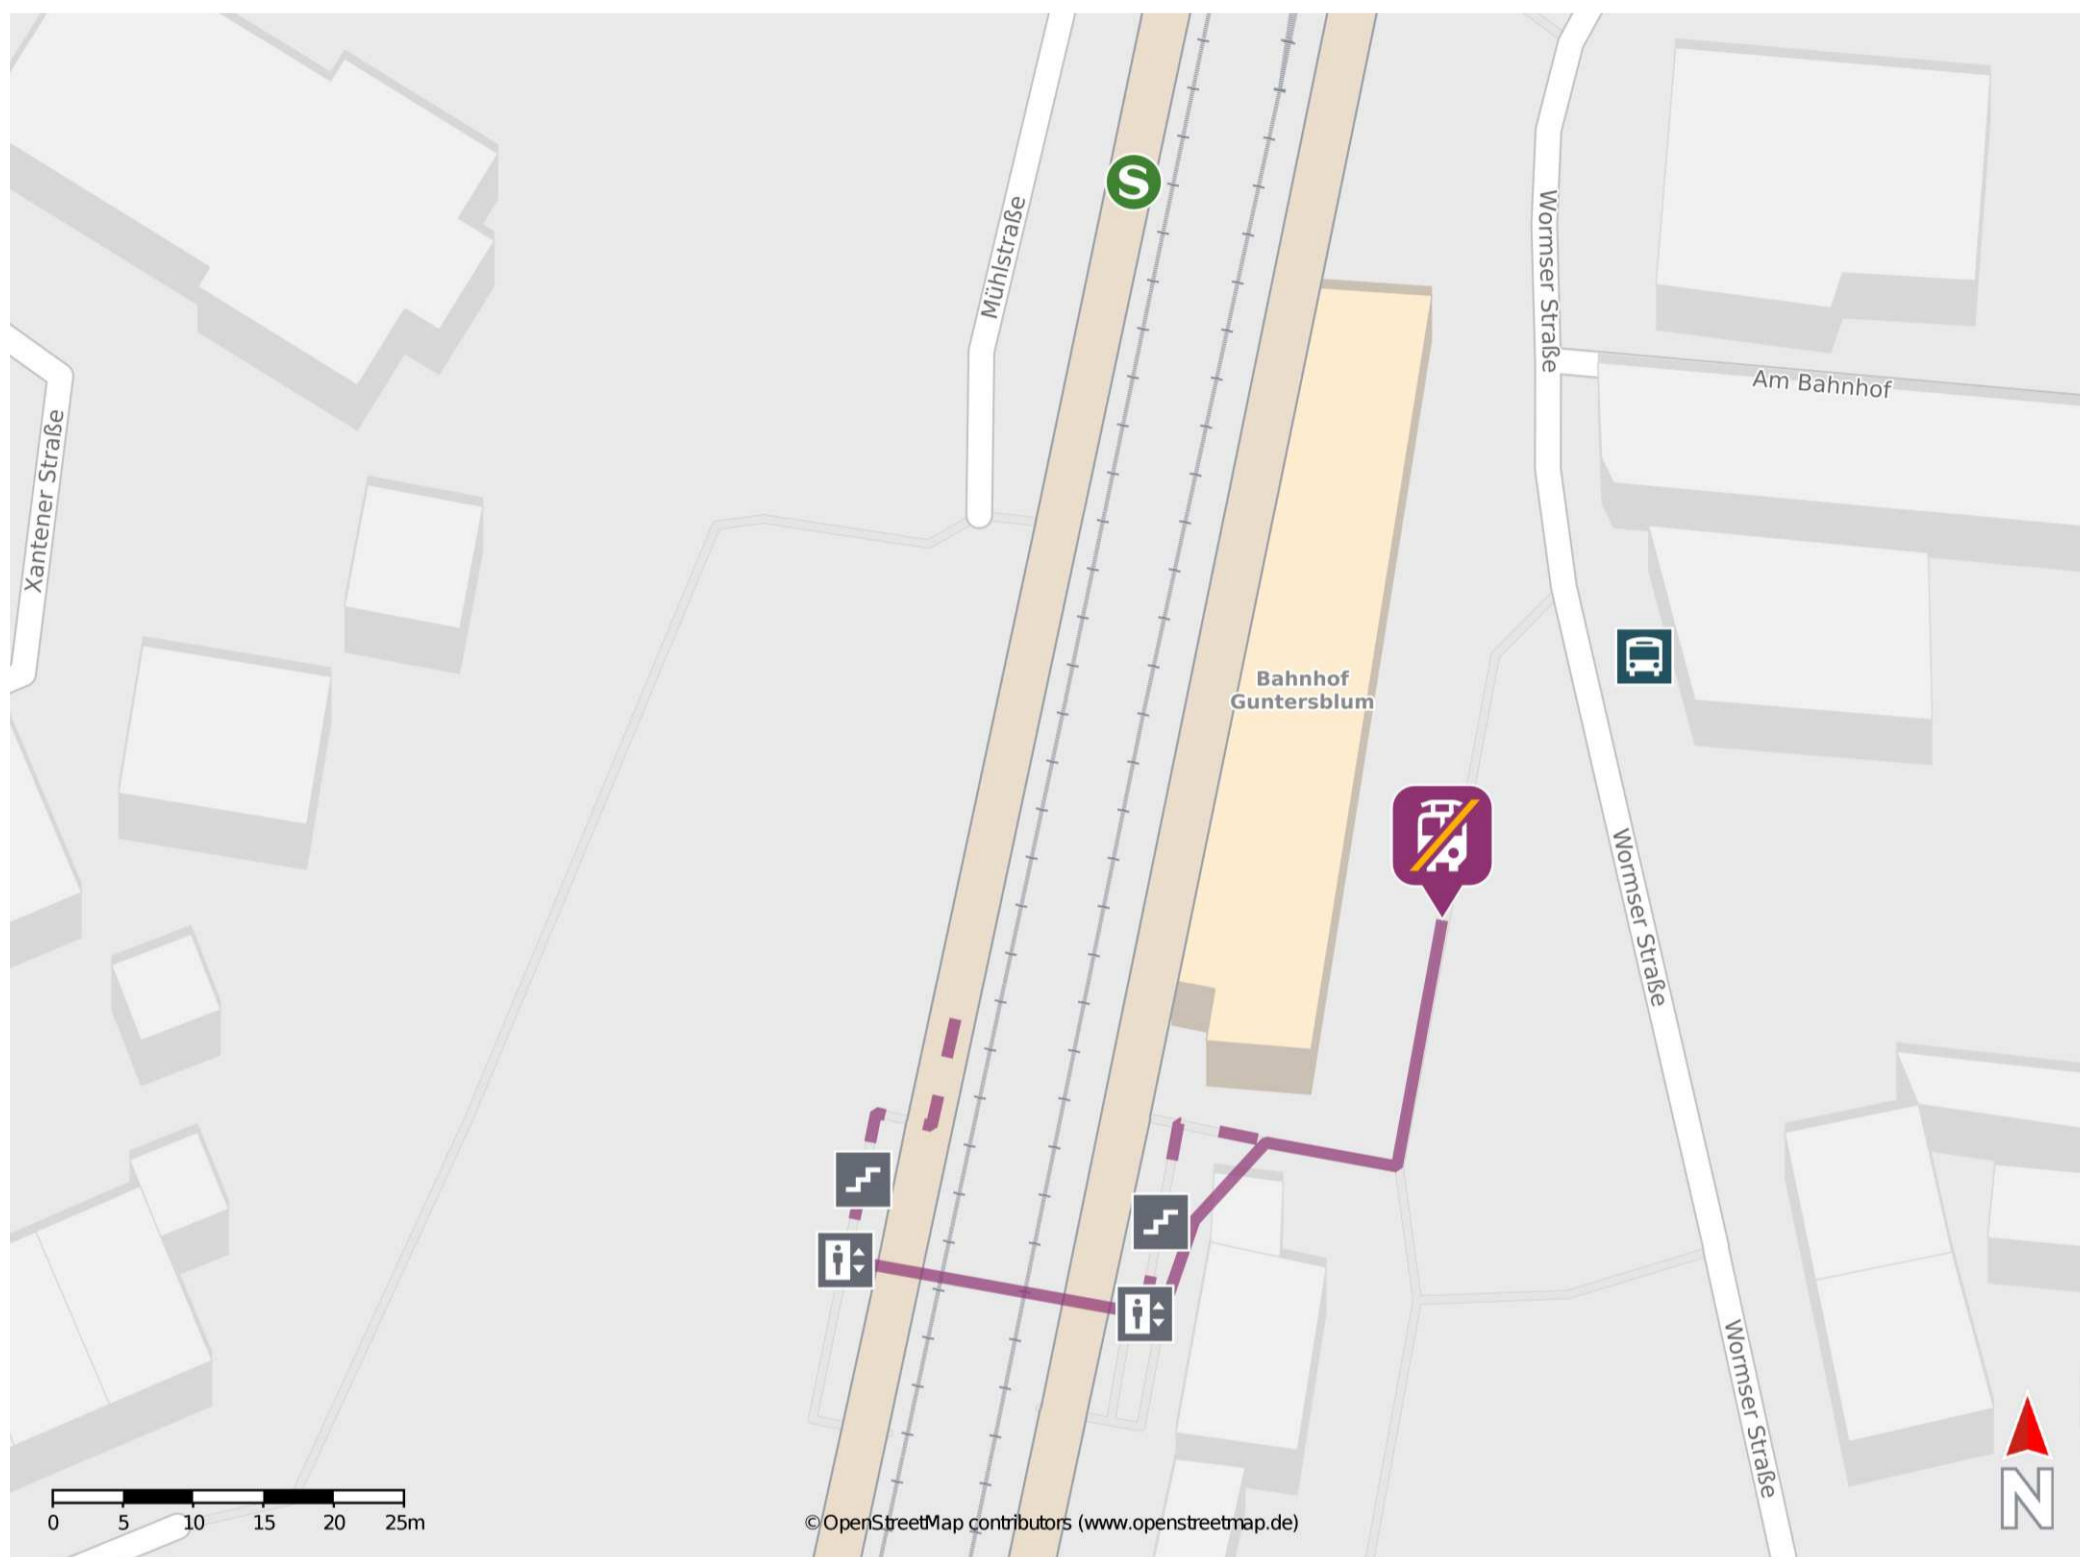 S
Mühlstraße
Wormser Straße
Am Bahnhof
Xantener Straße
Bahnhof
Guntersblum
Wormser Straße
Wormser Straße
0 5 10 15 20 25m
© OpenStreetMap contributors (www.openstreetmap.de)
N